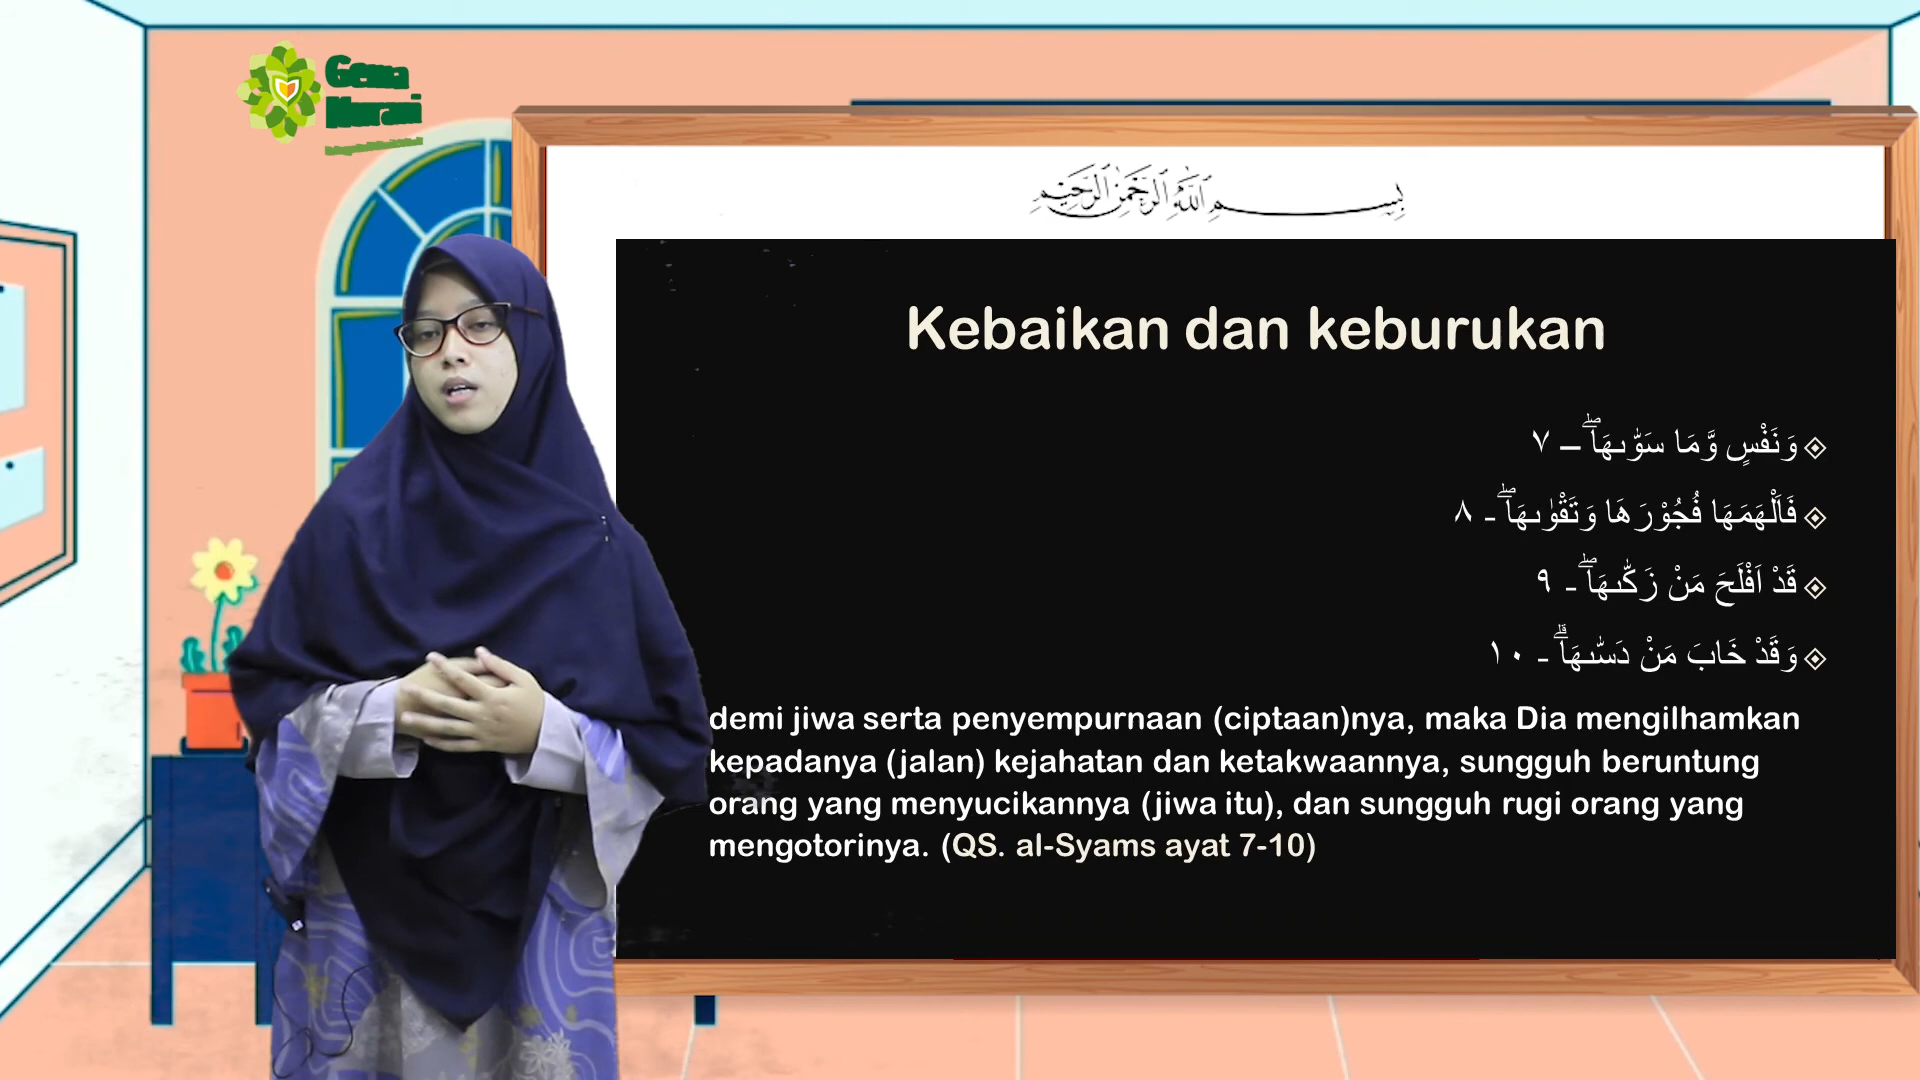 Gema
Nurani
بِسْمِ اللَّهِ الرَّحْمَٰنِ الرَّحِيمِ
Kebaikan dan keburukan
وَنَفْسٍ وَّمَا سَوّٰىهَاۖ – ٧
فَاَلْهَمَهَا فُجُوْرَهَا وَتَقْوٰىهَاۖ - ٨
قَدْ اَفْلَحَ مَنْ زَكّٰىهَاۖ - ٩
وَقَدْ خَابَ مَنْ دَسّٰىهَاۗ - ١٠
demi jiwa serta penyempurnaan (ciptaan)nya, maka Dia mengilhamkan
kepadanya (jalan) kejahatan dan ketakwaannya, sungguh beruntung
orang yang menyucikannya (jiwa itu), dan sungguh rugi orang yang
mengotorinya. (QS. al-Syams ayat 7-10)